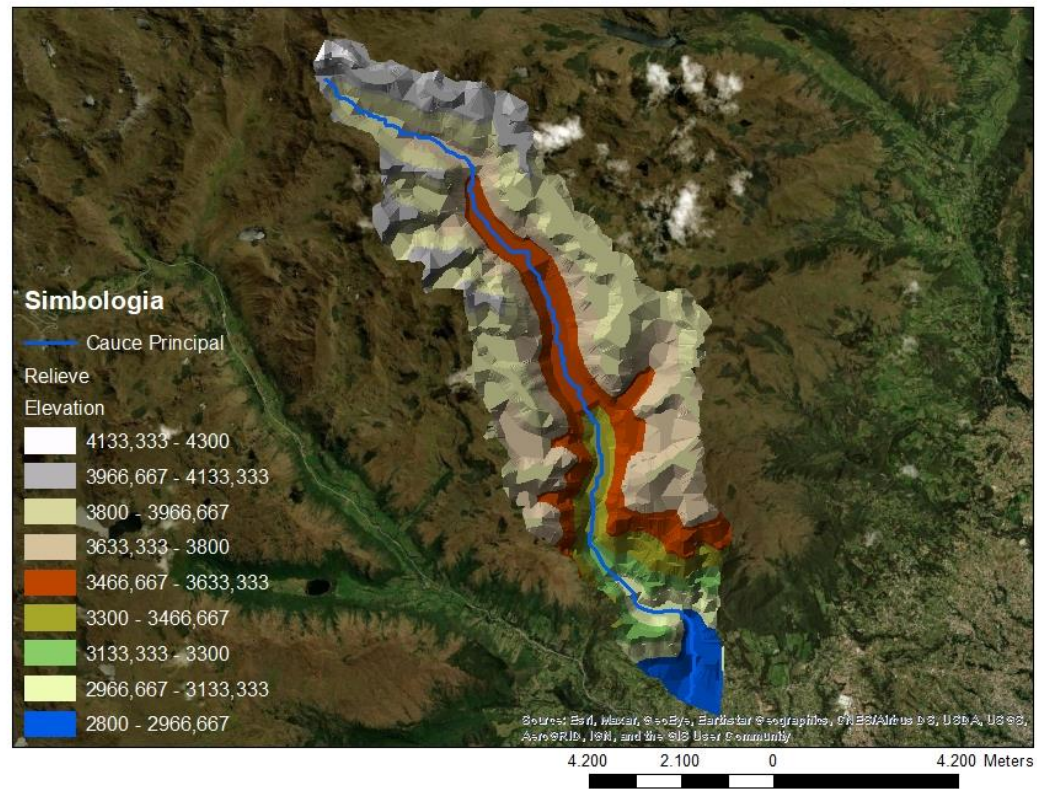 Simbologia
Cauce Principal
Relieve
Elevation
4133,333 - 4300
3966,667 - 4133,333
3800 - 3966,667
3633,333 - 3800
3466,667 - 3633,333
3300 - 3466,667
3133,333 - 3300
2966,667 - 3133,333
2800 - 2966,667
Source: Esri, Maxar, GeoEye, Earthstar Geographics, CNES/Airbus DS, USDA, USGS,
AeroGRID, IGN, and the GIS User Community
4.200 2.100 0 4.200 Meters